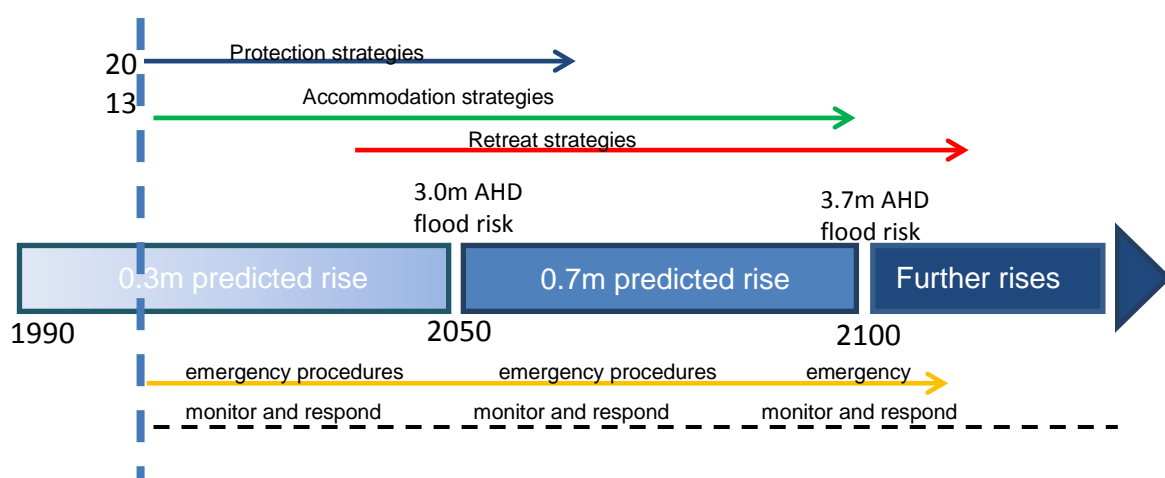 Protection strategies
20
13
Accommodation strategies
Retreat strategies
3.0m AHD
flood risk
3.7m AHD
flood risk
0.3m predicted rise
0.7m predicted rise
Further rises
1990
2050
2100
emergency procedures
emergency procedures
emergency
monitor and respond
monitor and respond
monitor and respond